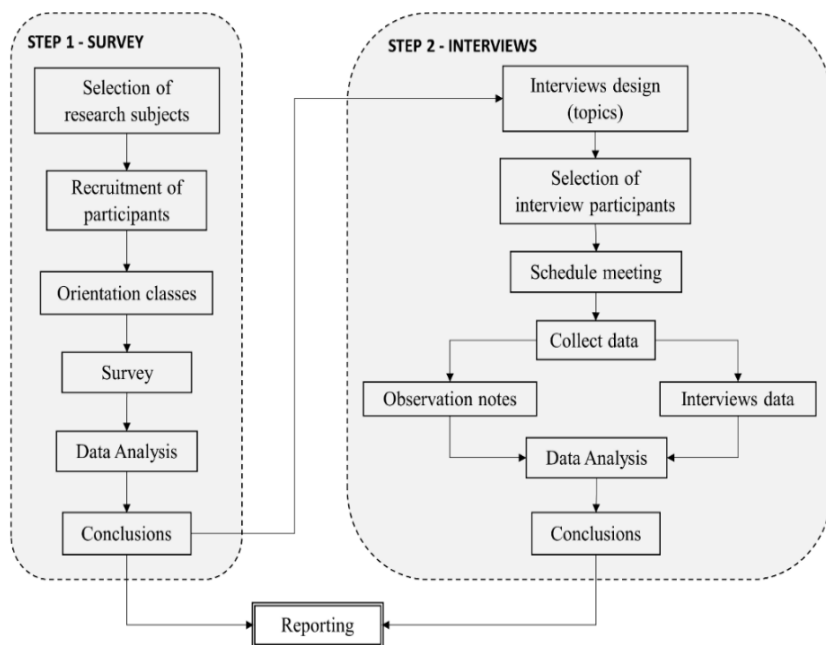 STEP 1 - SURVEY
Selection of
research subjects
Recruitment of
participants
Orientation classes
Survey
Data Analysis
Conclusions
STEP 2 - INTERVIEWS
Interviews design
(topics)
Selection of
interview participants
Schedule meeting
Collect data
Observation notes
Interviews data
Data Analysis
Conclusions
Reporting